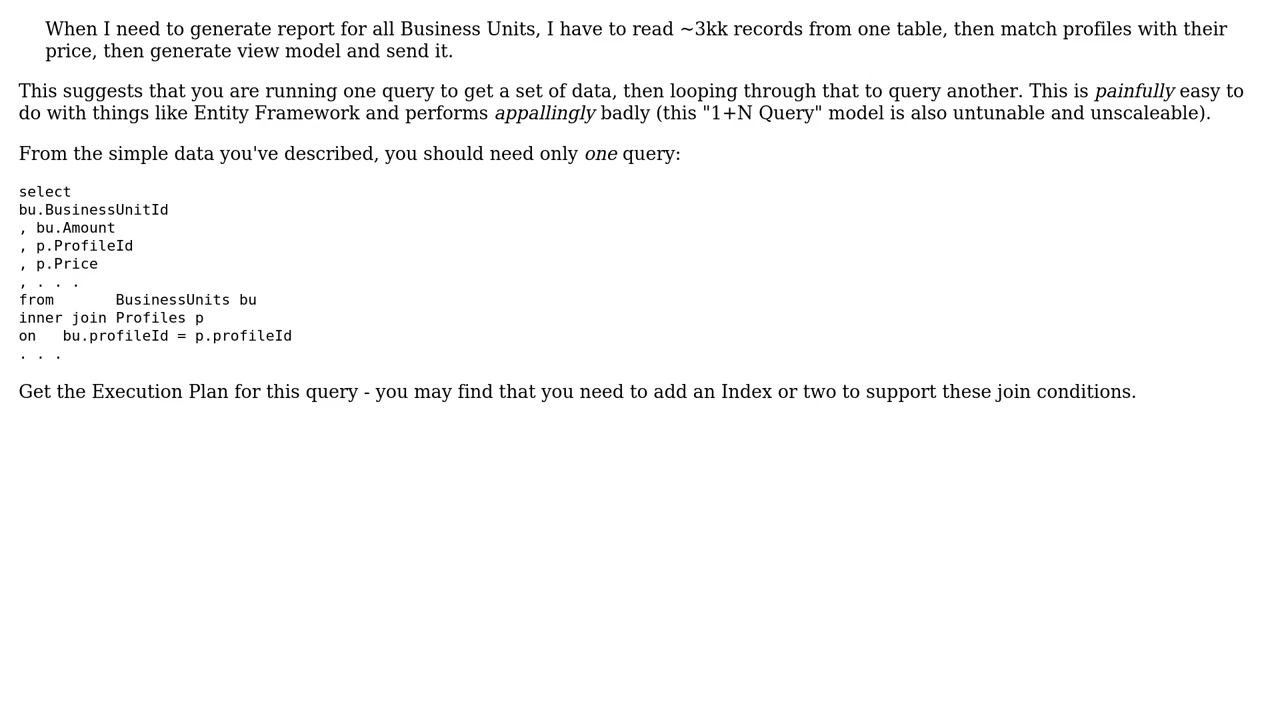 When I need to generate report for all Business Units, I have to read ~3kk records from one table, then match profiles with their
price, then generate view model and send it.
This suggests that you are running one query to get a set of data, then looping through that to query another. This is painfully easy to
do with things like Entity Framework and performs appallingly badly (this "1+N Query" model is also untunable and unscaleable).
From the simple data you've described, you should need only one query:
select
bu.BusinessUnitId
, bu.Amount
, p.ProfileId
, p.Price
, . . .
from       BusinessUnits bu
inner join Profiles p
on   bu.profileId = p.profileId
. . .
Get the Execution Plan for this query - you may find that you need to add an Index or two to support these join conditions.